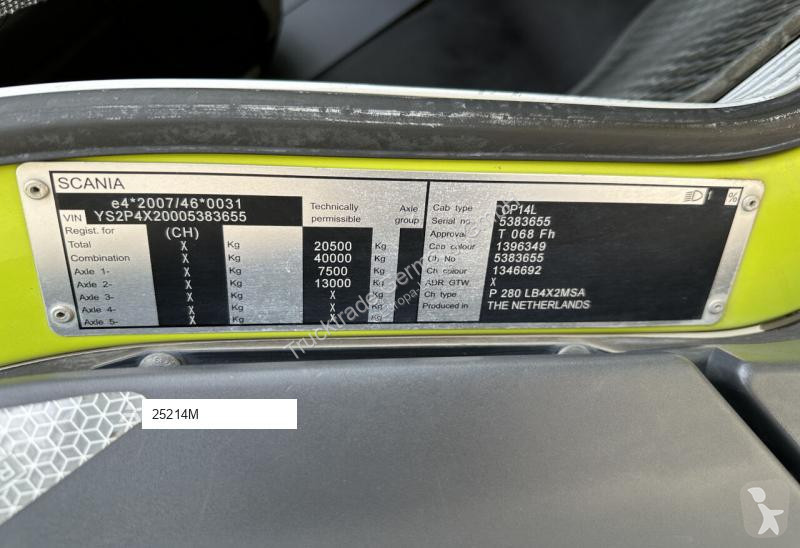 SCANIA
e4*2007/46*0031
VIN YS2P4X20005383655
Regist. for (CH)
Technically permissible
Axle group
Total X Kg 20500 Kg
Combination X Kg 40000 Kg
Axle 1- X Kg 7500 Kg
Axle 2- X Kg 13000 Kg
Axle 3- X Kg X Kg
Axle 4- X Kg X Kg
Axle 5- X Kg X Kg
1 %
Cab type CP14L
Serial no 5383655
Approval T 068 Fh
Cab colour 1396349
Ch No 5383655
Ch colour 1346692
ABR GTW X
Ch type P 280 LB4X2MSA
Produced in THE NETHERLANDS
25214M